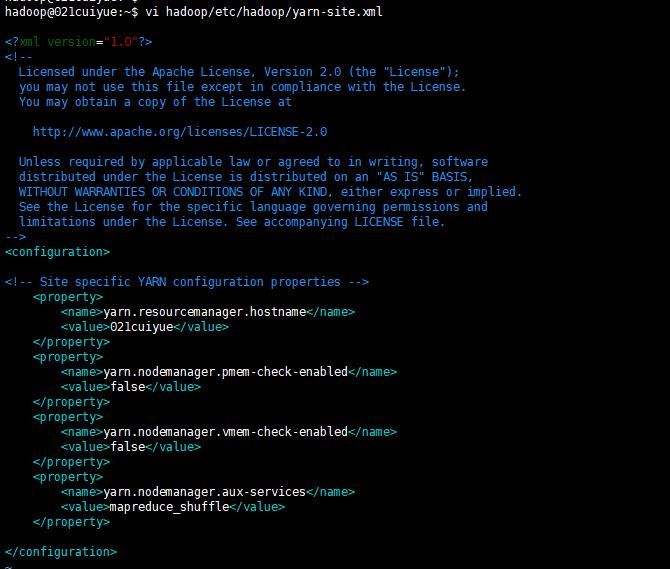 hadoop@021cuiyue:~$ vi hadoop/etc/hadoop/yarn-site.xml
<?xml version="1.0"?>
<!--
  Licensed under the Apache License, Version 2.0 (the "License");
  you may not use this file except in compliance with the License.
  You may obtain a copy of the License at
    http://www.apache.org/licenses/LICENSE-2.0
  Unless required by applicable law or agreed to in writing, software
  distributed under the License is distributed on an "AS IS" BASIS,
  WITHOUT WARRANTIES OR CONDITIONS OF ANY KIND, either express or implied.
  See the License for the specific language governing permissions and
  limitations under the License. See accompanying LICENSE file.
-->
<configuration>
<!-- Site specific YARN configuration properties -->
    <property>
        <name>yarn.resourcemanager.hostname</name>
        <value>021cuiyue</value>
    </property>
    <property>
        <name>yarn.nodemanager.pmem-check-enabled</name>
        <value>false</value>
    </property>
    <property>
        <name>yarn.nodemanager.vmem-check-enabled</name>
        <value>false</value>
    </property>
    <property>
        <name>yarn.nodemanager.aux-services</name>
        <value>mapreduce_shuffle</value>
    </property>
</configuration>
~